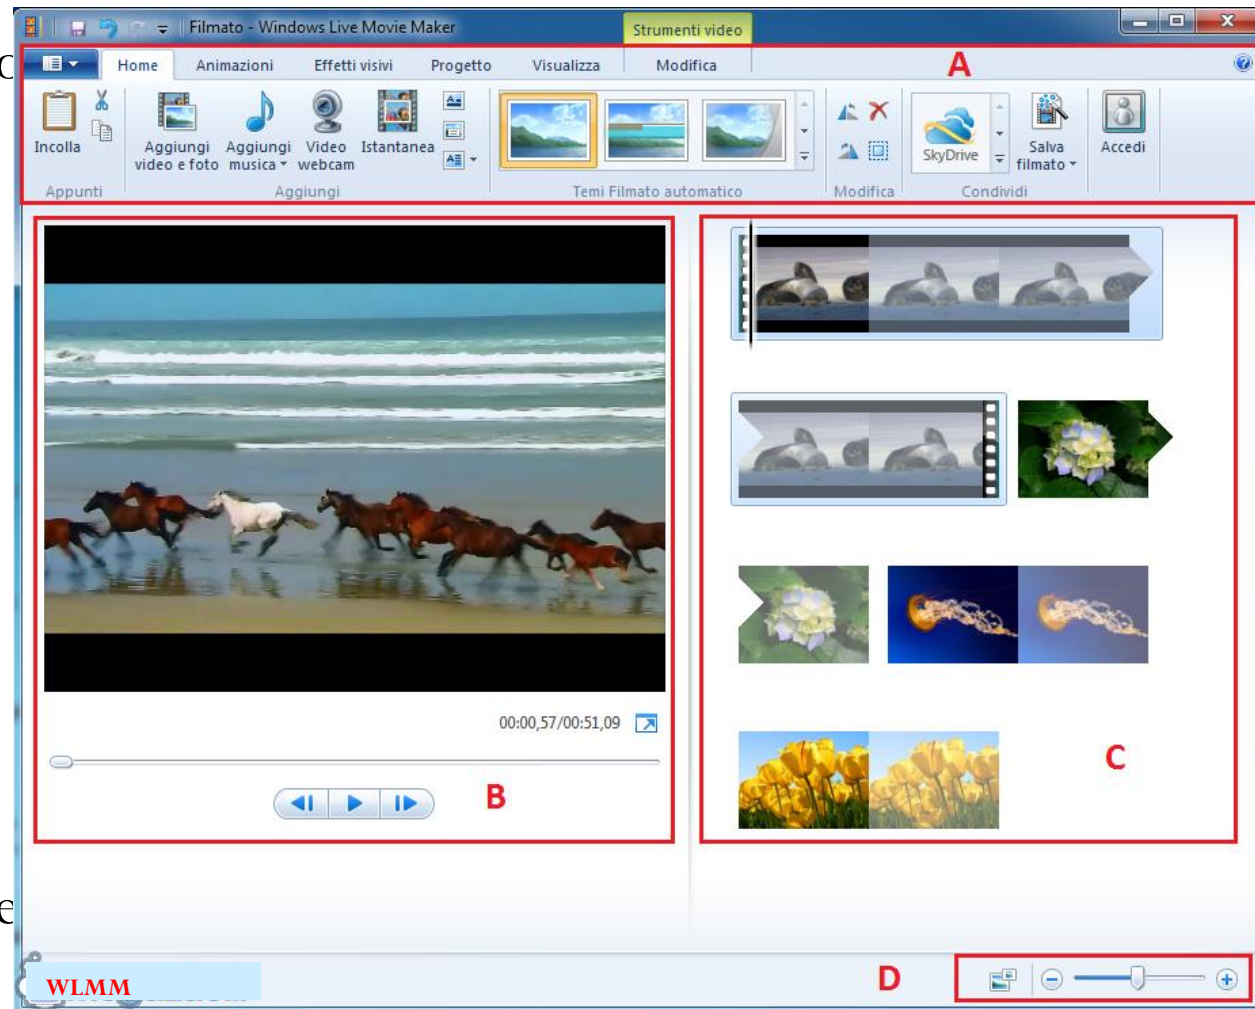 Filmato - Windows Live Movie Maker
Strumenti video
Home Animazioni Effetti visivi Progetto Visualizza Modifica
A
Incolla
Aggiungi video e foto
Aggiungi musica
Video webcam
Istantanea
SkyDrive
Salva filmato
Accedi
Appunti Aggiungi Temi Filmato automatico Modifica Condividi
00:00,57/00:51,09
B
C
D
WLMM